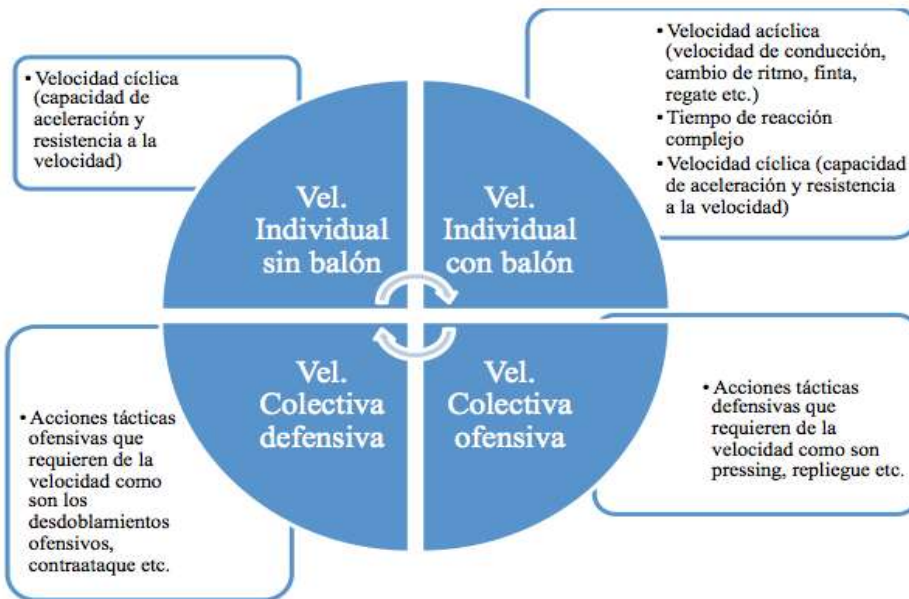 • Velocidad cíclica
(capacidad de
aceleración y
resistencia a la
velocidad)
• Velocidad acíclica
(velocidad de conducción,
cambio de ritmo, finta,
regate etc.)
• Tiempo de reacción
complejo
• Velocidad cíclica (capacidad
de aceleración y resistencia
a la velocidad)
Vel.
Individual
sin balón
Vel.
Individual
con balón
Vel.
Colectiva
defensiva
Vel.
Colectiva
ofensiva
• Acciones tácticas
ofensivas que
requieren de la
velocidad como
son los
desdoblamientos
ofensivos,
contraataque etc.
• Acciones tácticas
defensivas que
requieren de la
velocidad como son
pressing, repliegue etc.